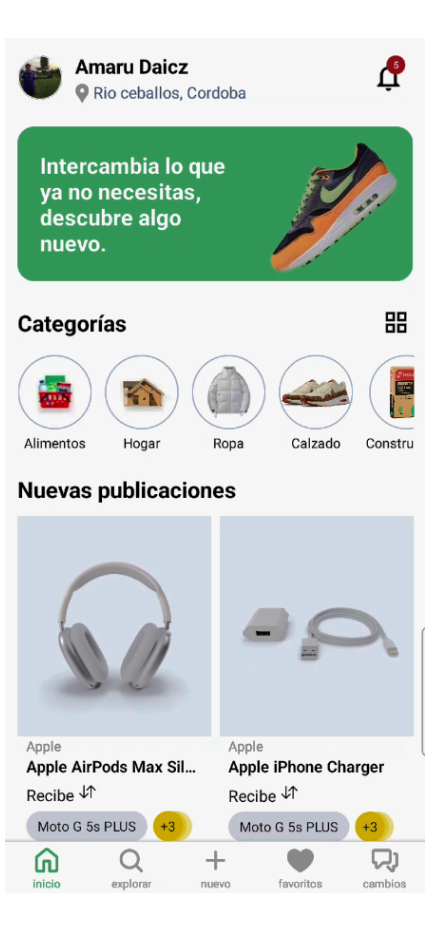 Amaru Daicz
5
Rio ceballos, Cordoba
Intercambia lo que
ya no necesitas,
descubre algo
nuevo.
Categorías
Alimentos
Hogar
Ropa
Calzado
Constru
Nuevas publicaciones
Apple
Apple AirPods Max Sil...
Recibe
Moto G 5s PLUS
+3
Apple
Apple iPhone Charger
Recibe
Moto G 5s PLUS
+3
inicio
explorar
nuevo
favoritos
cambios